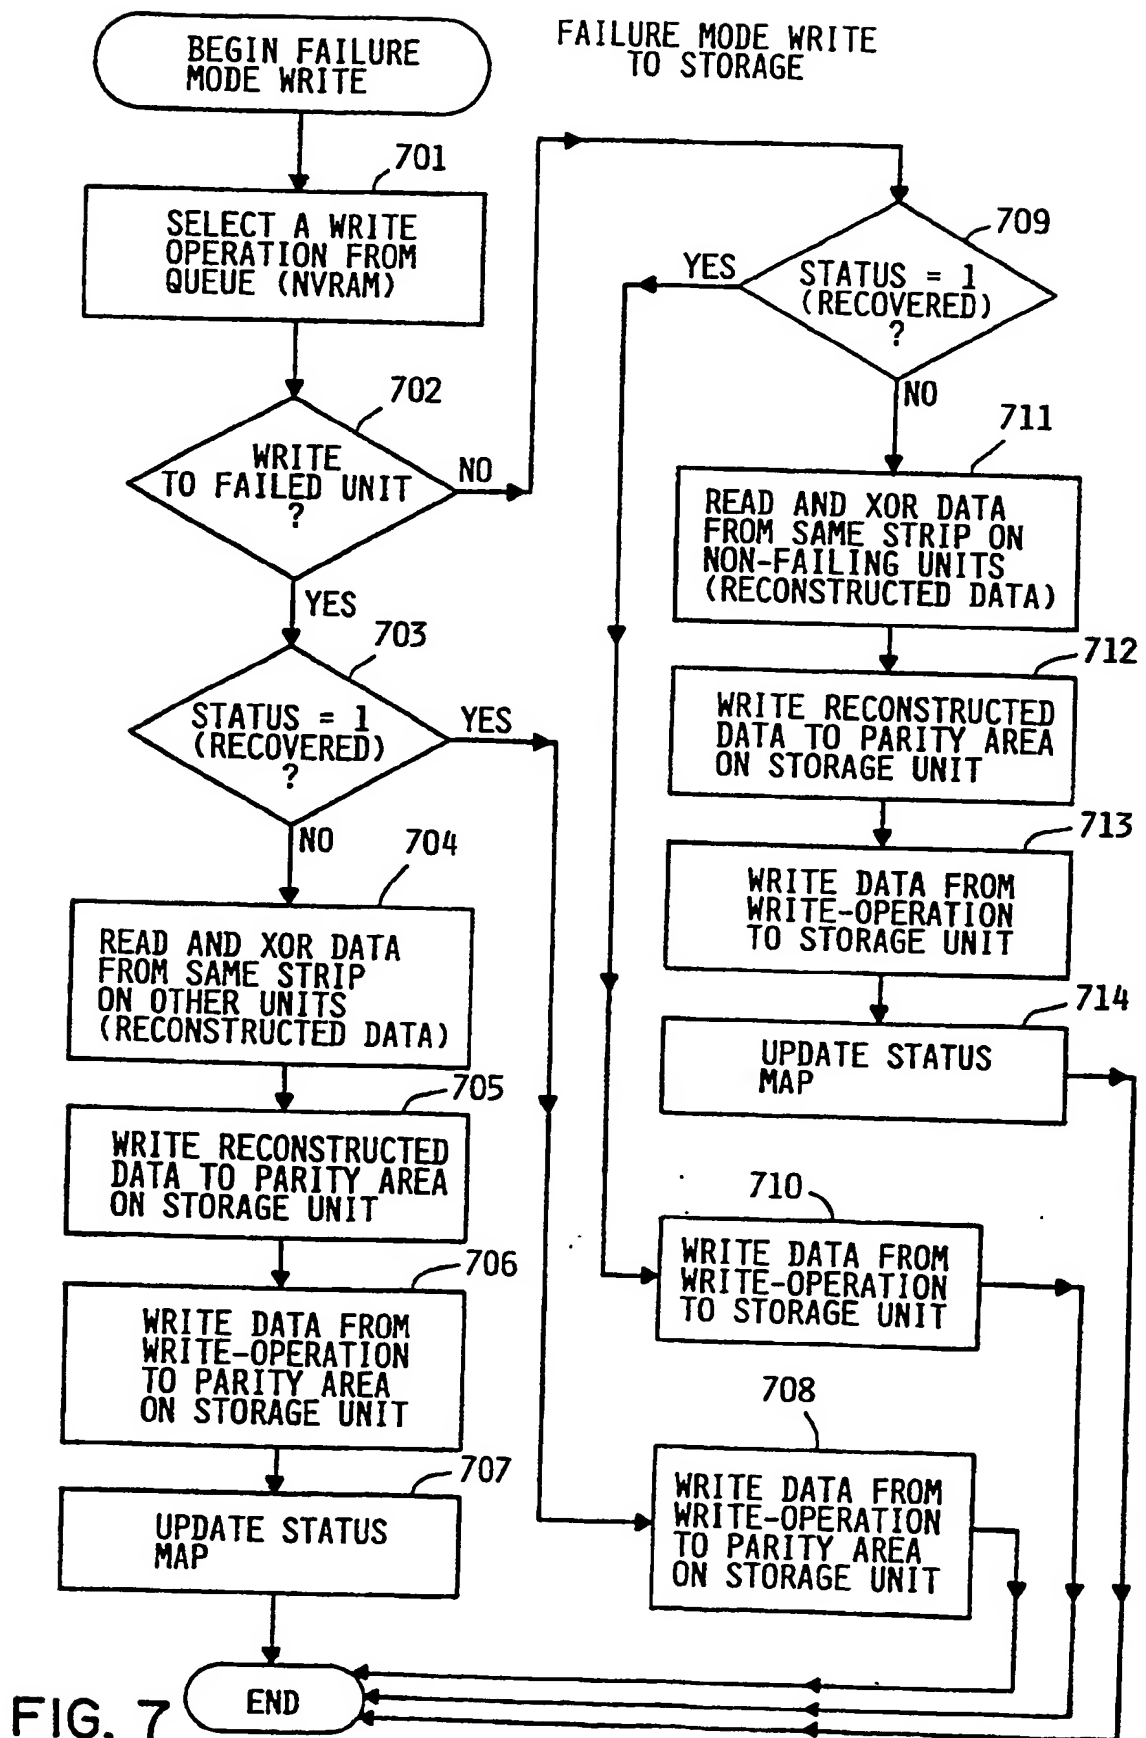 FAILURE MODE WRITE
TO STORAGE
BEGIN FAILURE
MODE WRITE
701
SELECT A WRITE
OPERATION FROM
QUEUE (NVRAM)
702
WRITE
TO FAILED UNIT
?
NO
YES
703
STATUS = 1
(RECOVERED)
?
YES
NO
704
READ AND XOR DATA
FROM SAME STRIP
ON OTHER UNITS
(RECONSTRUCTED DATA)
705
WRITE RECONSTRUCTED
DATA TO PARITY AREA
ON STORAGE UNIT
706
WRITE DATA FROM
WRITE-OPERATION
TO PARITY AREA
ON STORAGE UNIT
707
UPDATE STATUS
MAP
709
STATUS = 1
(RECOVERED)
?
YES
NO
711
READ AND XOR DATA
FROM SAME STRIP ON
NON-FAILING UNITS
(RECONSTRUCTED DATA)
712
WRITE RECONSTRUCTED
DATA TO PARITY AREA
ON STORAGE UNIT
713
WRITE DATA FROM
WRITE-OPERATION
TO STORAGE UNIT
714
UPDATE STATUS
MAP
710
WRITE DATA FROM
WRITE-OPERATION
TO STORAGE UNIT
708
WRITE DATA FROM
WRITE-OPERATION
TO PARITY AREA
ON STORAGE UNIT
END
FIG. 7